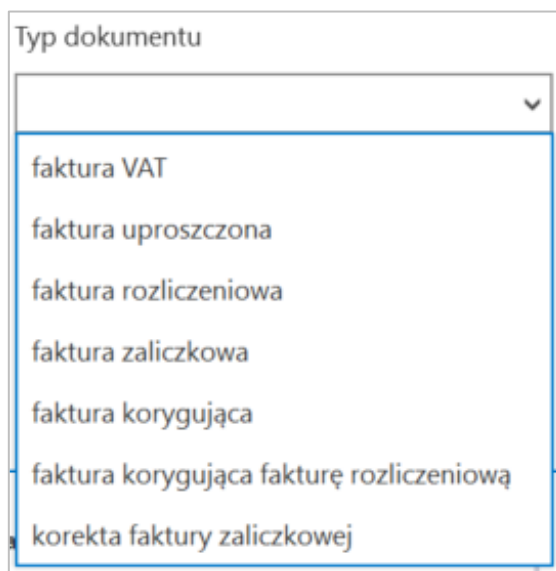 Typ dokumentu
faktura VAT
faktura uproszczona
faktura rozliczeniowa
faktura zaliczkowa
faktura korygująca
faktura korygująca fakturę rozliczeniową
korekta faktury zaliczkowej